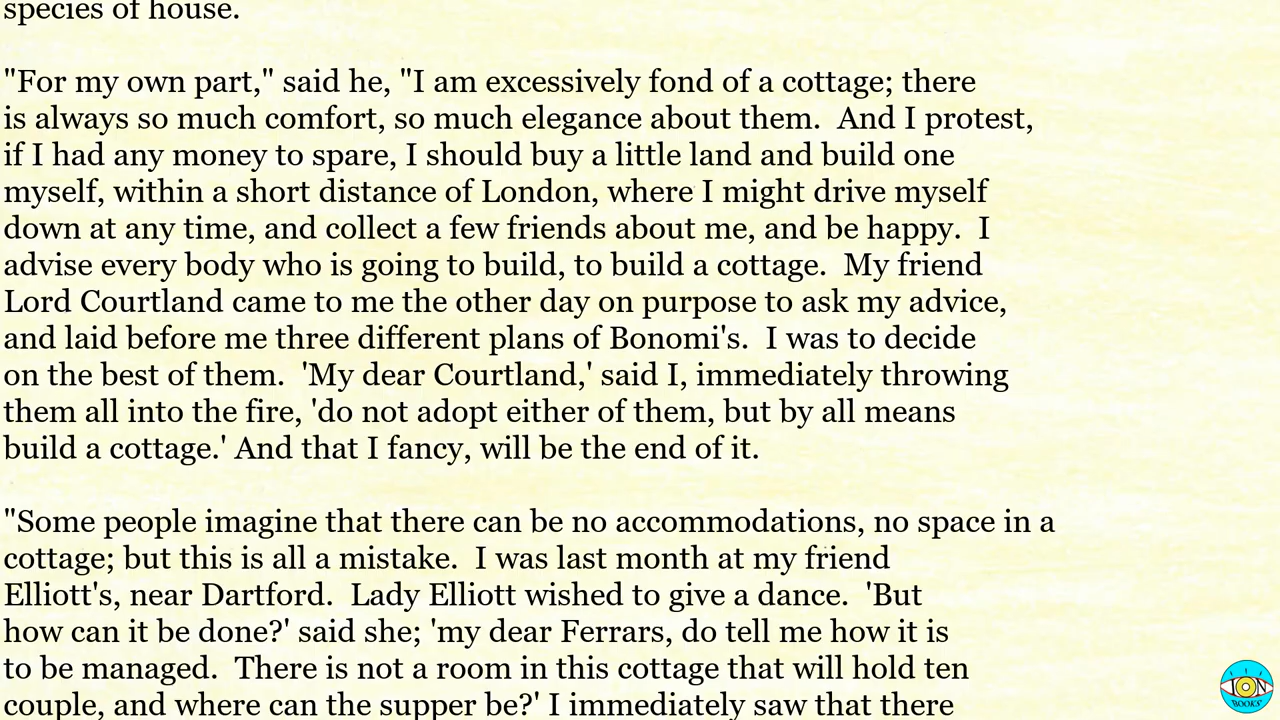 species of house.
"For my own part," said he, "I am excessively fond of a cottage; there
is always so much comfort, so much elegance about them.  And I protest,
if I had any money to spare, I should buy a little land and build one
myself, within a short distance of London, where I might drive myself
down at any time, and collect a few friends about me, and be happy.  I
advise every body who is going to build, to build a cottage.  My friend
Lord Courtland came to me the other day on purpose to ask my advice,
and laid before me three different plans of Bonomi's.  I was to decide
on the best of them.  'My dear Courtland,' said I, immediately throwing
them all into the fire, 'do not adopt either of them, but by all means
build a cottage.' And that I fancy, will be the end of it.
"Some people imagine that there can be no accommodations, no space in a
cottage; but this is all a mistake.  I was last month at my friend
Elliott's, near Dartford.  Lady Elliott wished to give a dance.  'But
how can it be done?' said she; 'my dear Ferrars, do tell me how it is
to be managed.  There is not a room in this cottage that will hold ten
couple, and where can the supper be?' I immediately saw that there
ION
BOOKS